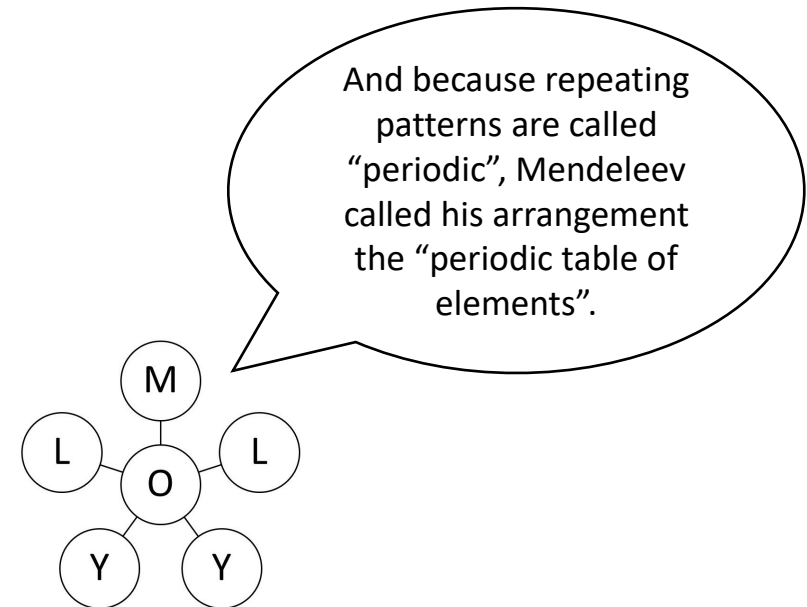 And because repeating
patterns are called
“periodic”, Mendeleev
called his arrangement
the “periodic table of
elements”.
M
L O L
Y Y